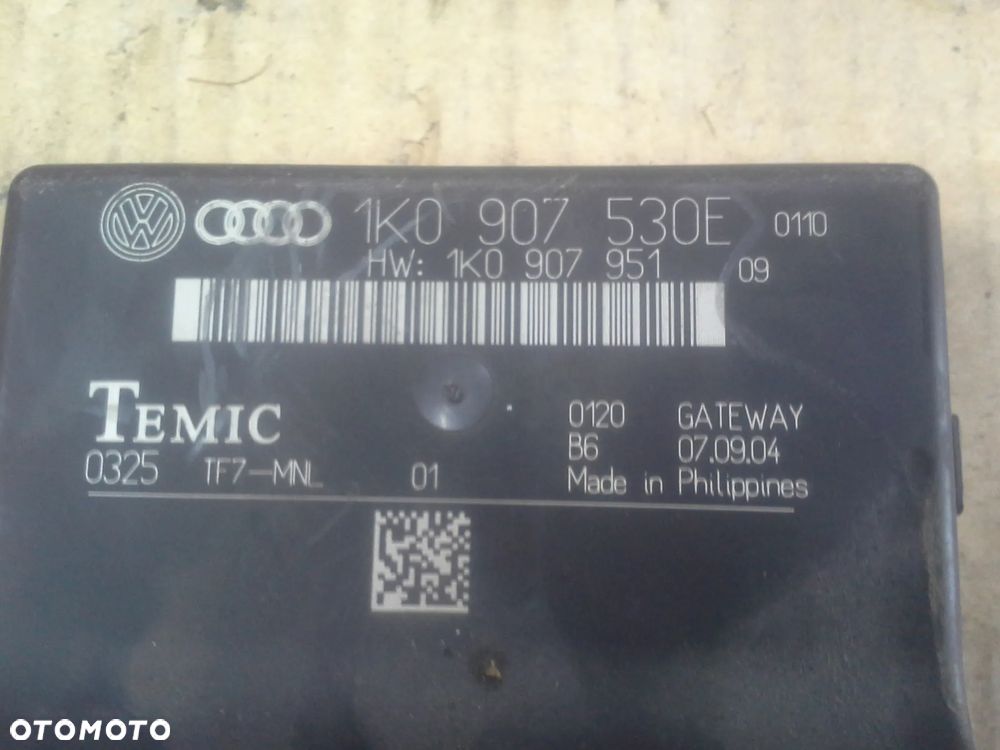 VW 1K0 907 530E 0110
HW: 1K0 907 951 09
TEMIC
0120 GATEWAY
B6 07.09.04
0325 TF7-MNL 01 Made in Philippines
OTOMOTO